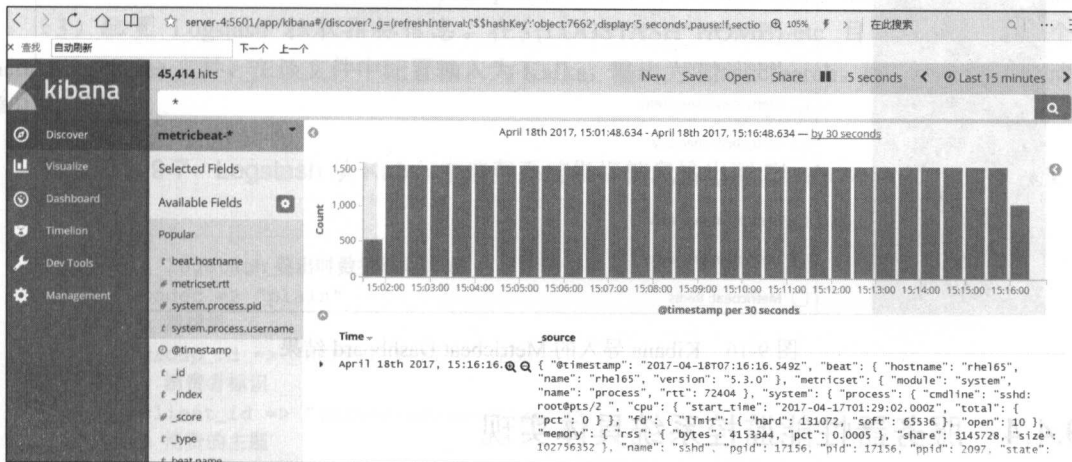 server-4:5601/app/kibana#/discover?_g=(refreshInterval:('$$hashKey':'object:7662',display:'5 seconds',pause:!f,sectio 105% 在此搜索
× 查找 自动刷新 下一个 上一个
kibana
Discover
Visualize
Dashboard
Timelion
Dev Tools
Management
45,414 hits
New Save Open Share 5 seconds Last 15 minutes
*
metricbeat-*
Selected Fields
Available Fields
Popular
t beat.hostname
# metricset.rtt
# system.process.pid
t system.process.username
@timestamp
t _id
t _index
# _score
t _type
t beat.name
April 18th 2017, 15:01:48.634 - April 18th 2017, 15:16:48.634 — by 30 seconds
Count
1,500
1,000
500
0
15:02:00 15:03:00 15:04:00 15:05:00 15:06:00 15:07:00 15:08:00 15:09:00 15:10:00 15:11:00 15:12:00 15:13:00 15:14:00 15:15:00 15:16:00
@timestamp per 30 seconds
Time _source
April 18th 2017, 15:16:16. { "@timestamp": "2017-04-18T07:16:16.549Z", "beat": { "hostname": "rhel65",
"name": "rhel65", "version": "5.3.0" }, "metricset": { "module": "system",
"name": "process", "rtt": 72404 }, "system": { "process": { "cmdline": "sshd:
root@pts/2 ", "cpu": { "start_time": "2017-04-17T01:29:02.000Z", "total": {
"pct": 0 } }, "fd": { "limit": { "hard": 131072, "soft": 65536 }, "open": 10 },
"memory": { "rss": { "bytes": 4153344, "pct": 0.0005 }, "share": 3145728, "size":
102756352 }, "name": "sshd", "pgid": 17156, "pid": 17156, "ppid": 2097, "state":